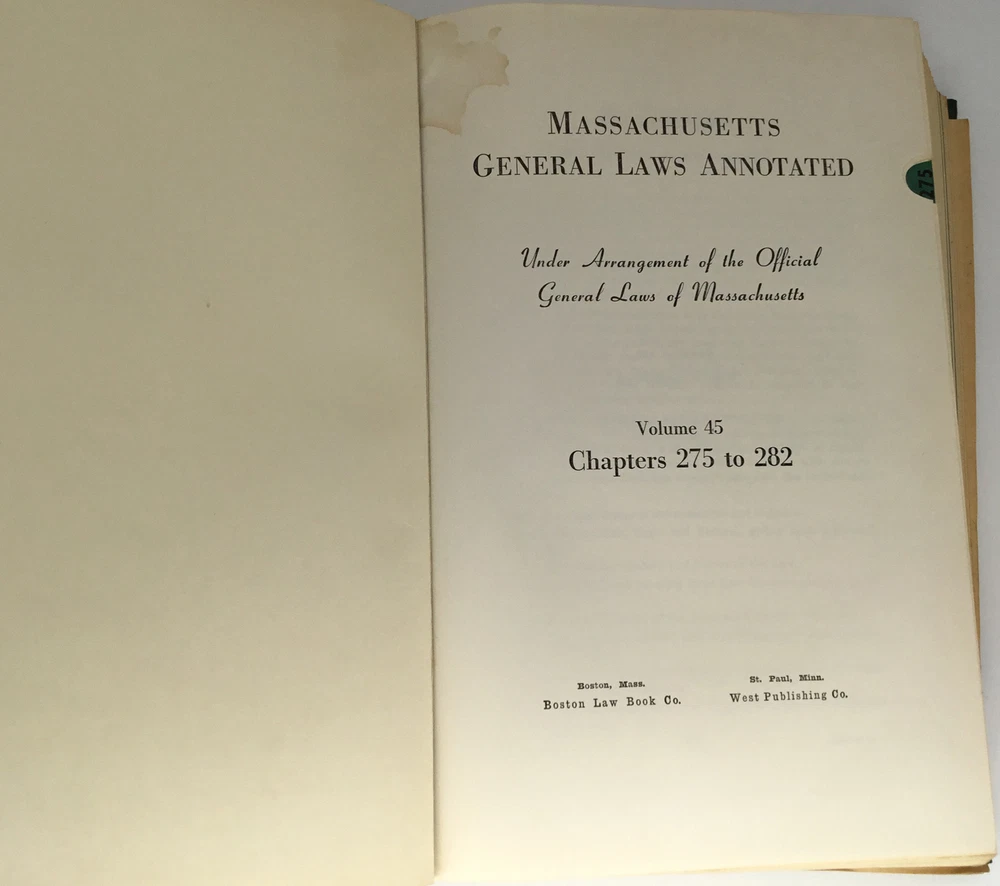 MASSACHUSETTS
GENERAL LAWS ANNOTATED
275
Under Arrangement of the Official
General Laws of Massachusetts
Volume 45
Chapters 275 to 282
Boston, Mass.
Boston Law Book Co.
St. Paul, Minn.
West Publishing Co.